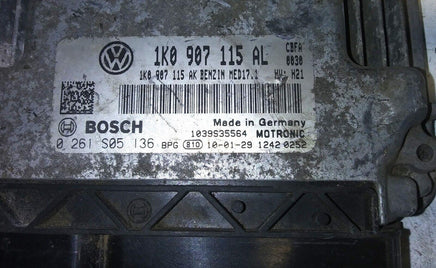 1K0 907 115 AL CBFA
0030
1K0 907 115 AK BENZIN MED17.1 HW: H21
Made in Germany
BOSCH 1039S35564 MOTRONIC
0 261 S05 136 BPG 810 10-01-29 1242 0252